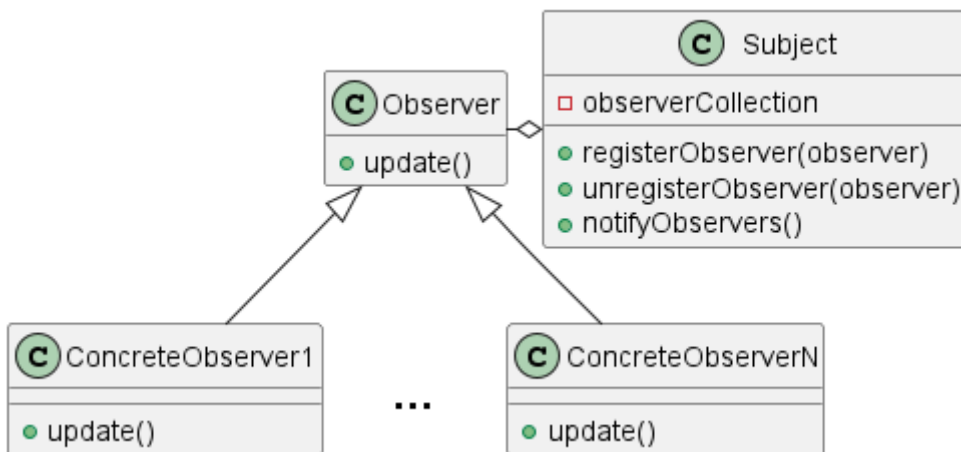 C Subject
observerCollection
registerObserver(observer)
unregisterObserver(observer)
notifyObservers()
C Observer
update()
C ConcreteObserver1
update()
...
C ConcreteObserverN
update()